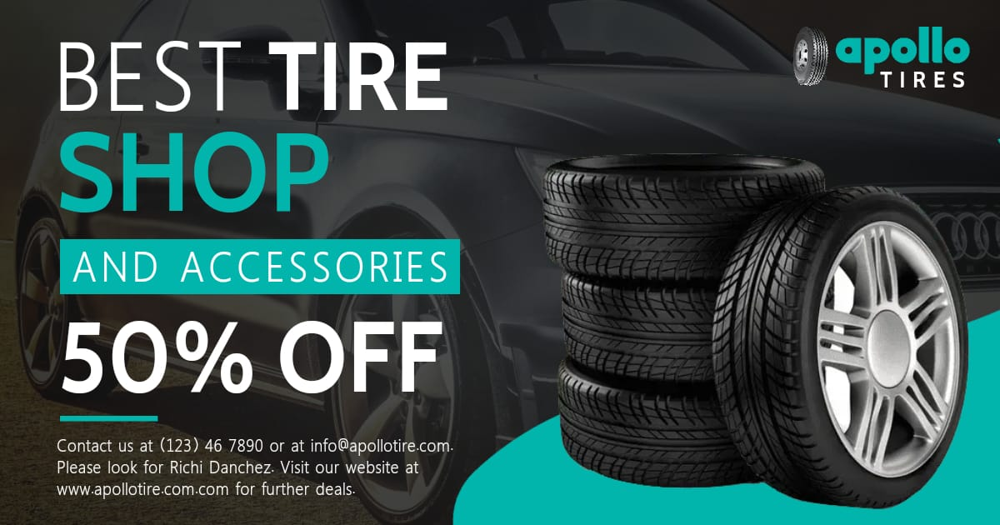 BEST TIRE
SHOP
AND ACCESSORIES
50% OFF
Contact us at (123) 46 7890 or at info@apollotire.com.
Please look for Richi Danchez. Visit our website at
www.apollotire.com.com for further deals.
apollo
TIRES